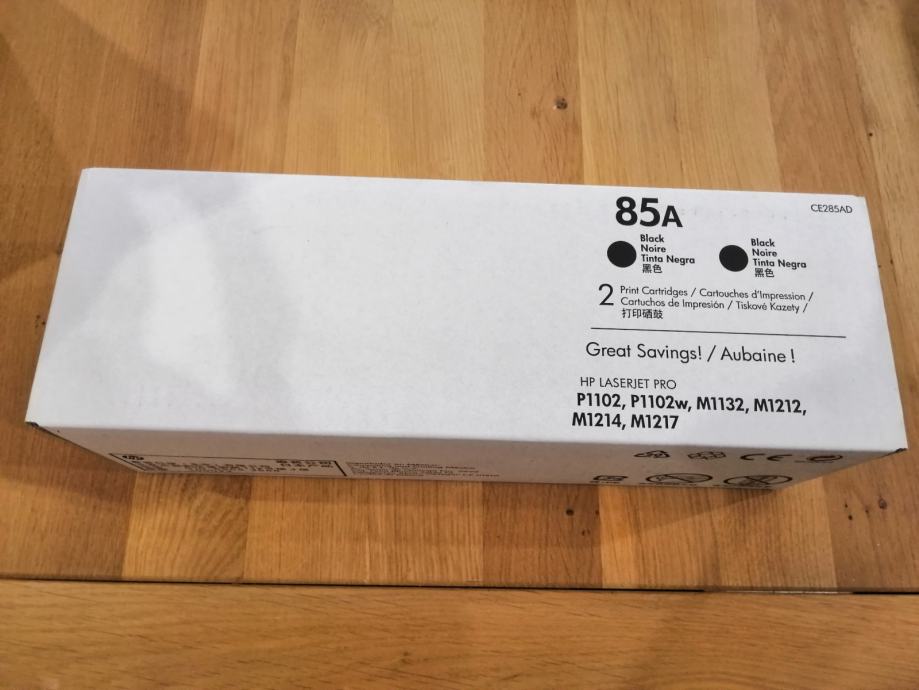 85A
CE285AD
Black
Noire
Tinta Negra
黑色
Black
Noire
Tinta Negra
黑色
2 Print Cartridges / Cartouches d'Impression /
Cartuchos de Impresión / Tiskové Kazety /
打印硒鼓
Great Savings! / Aubaine !
HP LASERJET PRO
P1102, P1102w, M1132, M1212,
M1214, M1217
hp
CE